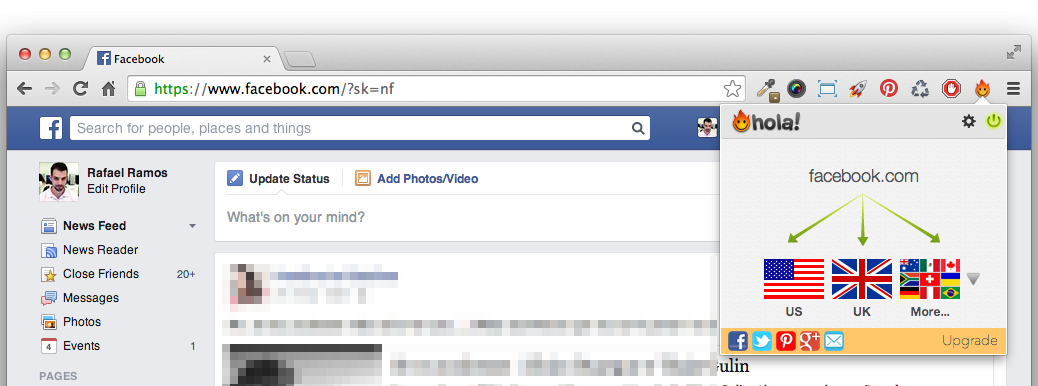 Facebook
https://www.facebook.com/?sk=nf
hola!
Search for people, places and things
facebook.com
Rafael Ramos
Edit Profile
Update Status
Add Photos/Video
What's on your mind?
News Feed
News Reader
Close Friends 20+
Messages
Photos
4 Events 1
PAGES
US
UK
More...
Upgrade